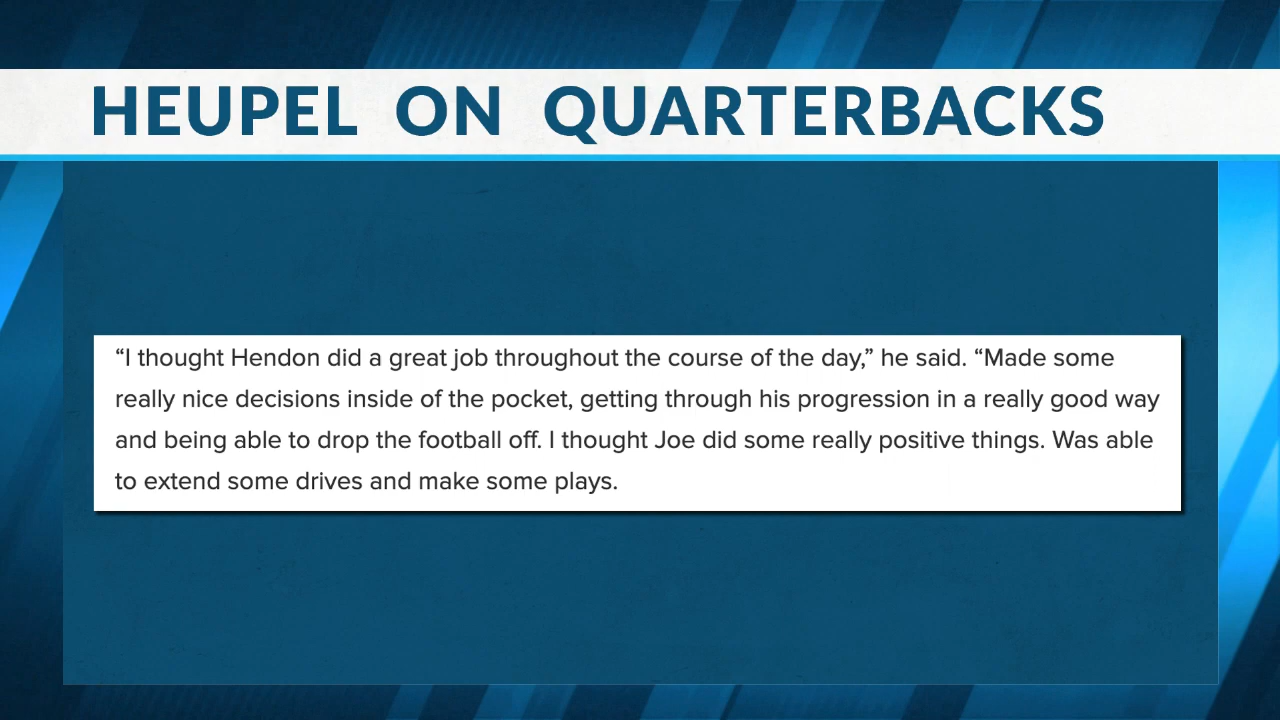 HEUPEL ON QUARTERBACKS
“I thought Hendon did a great job throughout the course of the day,” he said. “Made some
really nice decisions inside of the pocket, getting through his progression in a really good way
and being able to drop the football off. I thought Joe did some really positive things. Was able
to extend some drives and make some plays.